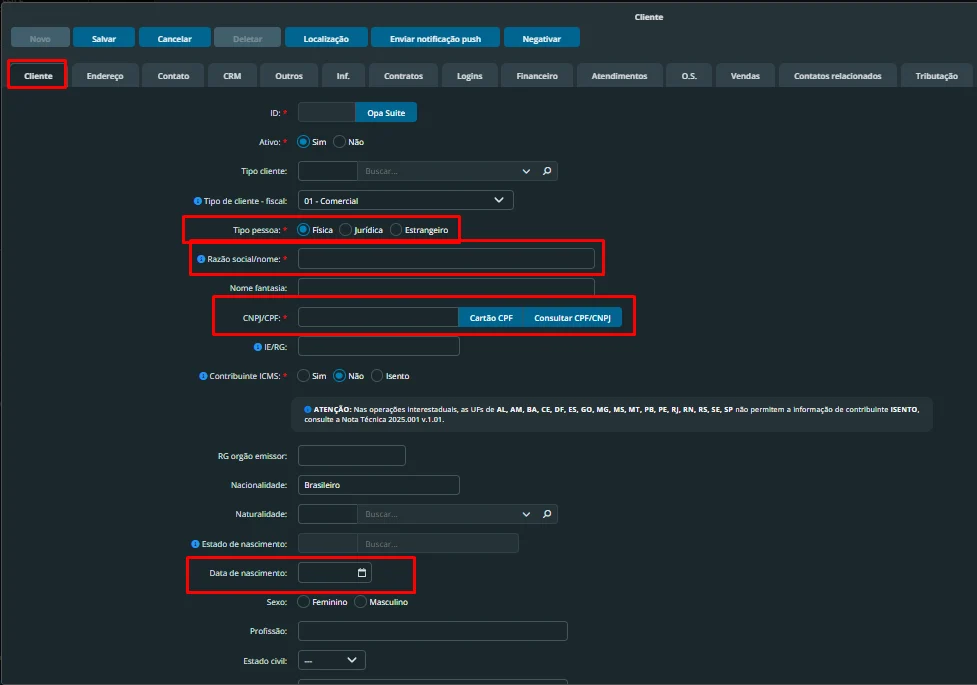 Cliente
Novo Salvar Cancelar Deletar Localização Enviar notificação push Negativar
Cliente Endereço Contato CRM Outros Inf. Contratos Logins Financeiro Atendimentos O.S. Vendas Contatos relacionados Tributação
ID: * Opa Suite
Ativo: * Sim Não
Tipo cliente: Buscar...
Tipo de cliente - fiscal: 01 - Comercial
Tipo pessoa: * Física Jurídica Estrangeiro
Razão social/nome: *
Nome fantasia:
CNPJ/CPF: * Cartão CPF Consultar CPF/CNPJ
IE/RG:
Contribuinte ICMS: * Sim Não Isento
ATENÇÃO: Nas operações interestaduais, as UFs de AL, AM, BA, CE, DF, ES, GO, MG, MS, MT, PB, PE, RJ, RN, RS, SE, SP não permitem a informação de contribuinte ISENTO,
consulte a Nota Técnica 2025.001 v.1.01.
RG orgão emissor:
Nacionalidade: Brasileiro
Naturalidade: Buscar...
Estado de nascimento: Buscar...
Data de nascimento:
Sexo: Feminino Masculino
Profissão:
Estado civil: ---